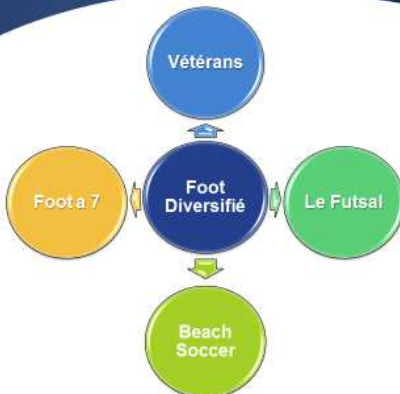 Vétérans
Foot a 7
Foot
Diversifié
Le Futsal
Beach
Soccer